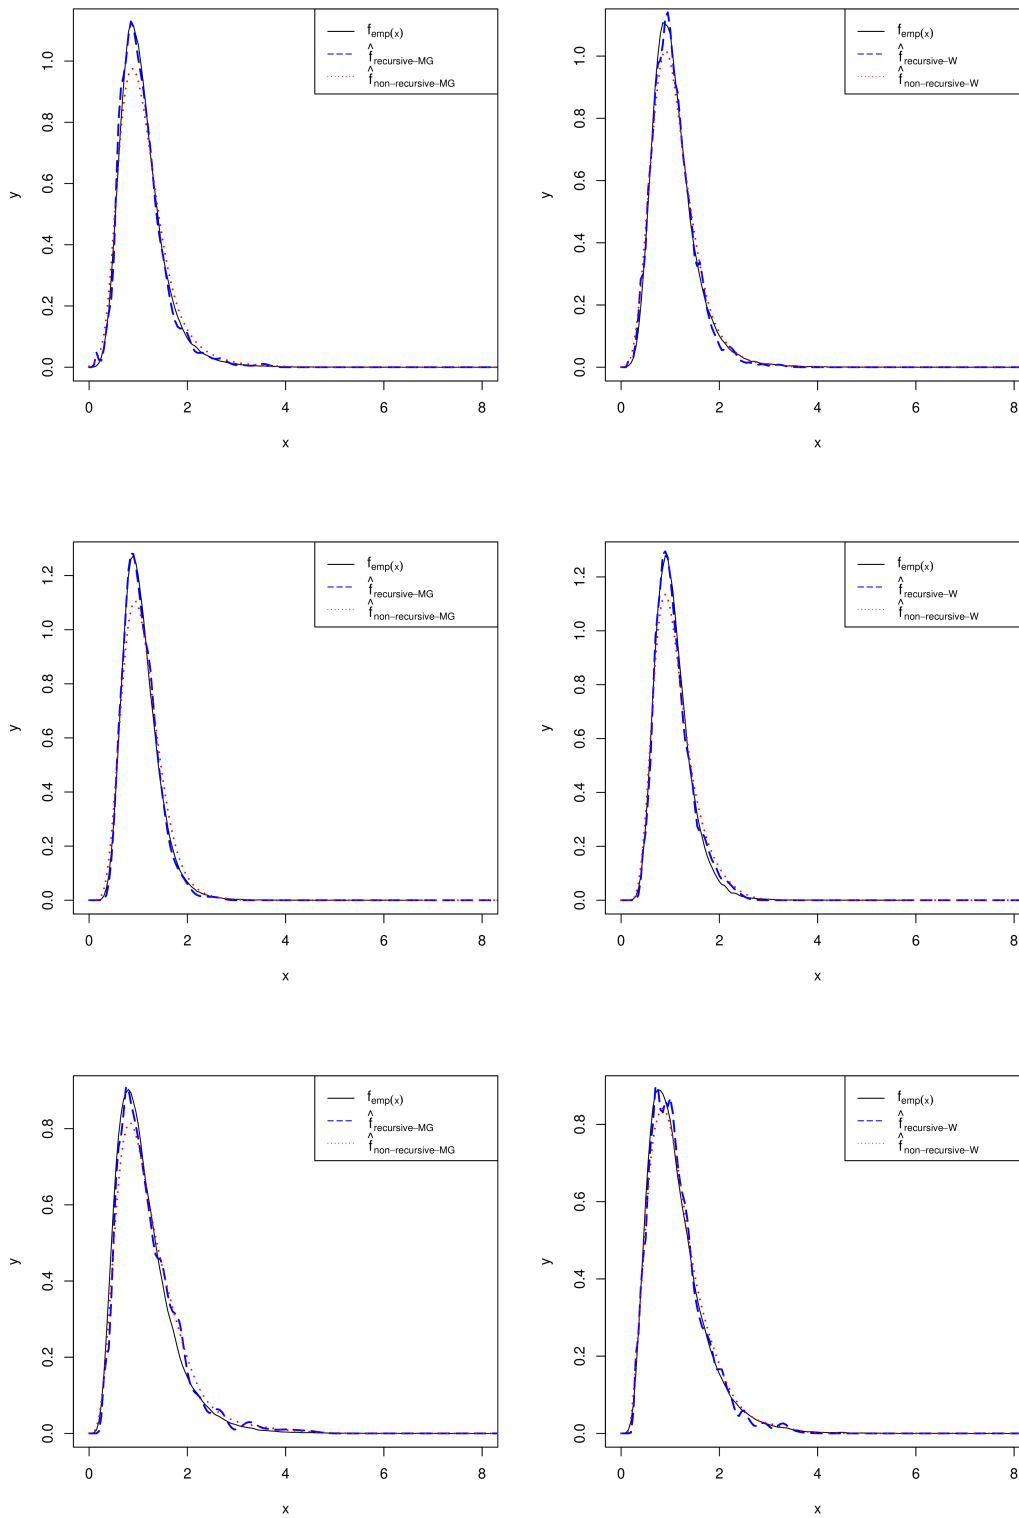 f_emp(x)
f̂_recursive−MG
f̂_non−recursive−MG
y
0.0 0.2 0.4 0.6 0.8 1.0
0 2 4 6 8
x
f_emp(x)
f̂_recursive−W
f̂_non−recursive−W
y
0.0 0.2 0.4 0.6 0.8 1.0
0 2 4 6 8
x
f_emp(x)
f̂_recursive−MG
f̂_non−recursive−MG
y
0.0 0.2 0.4 0.6 0.8 1.0 1.2
0 2 4 6 8
x
f_emp(x)
f̂_recursive−W
f̂_non−recursive−W
y
0.0 0.2 0.4 0.6 0.8 1.0 1.2
0 2 4 6 8
x
f_emp(x)
f̂_recursive−MG
f̂_non−recursive−MG
y
0.0 0.2 0.4 0.6 0.8
0 2 4 6 8
x
f_emp(x)
f̂_recursive−W
f̂_non−recursive−W
y
0.0 0.2 0.4 0.6 0.8
0 2 4 6 8
x